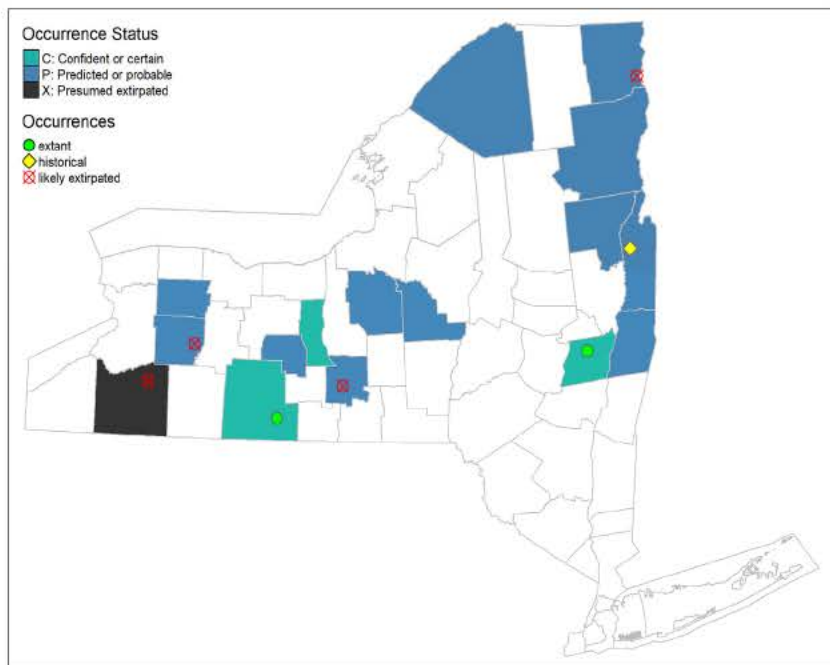 Occurrence Status
C: Confident or certain
P: Predicted or probable
X: Presumed extirpated
Occurrences
extant
historical
likely extirpated